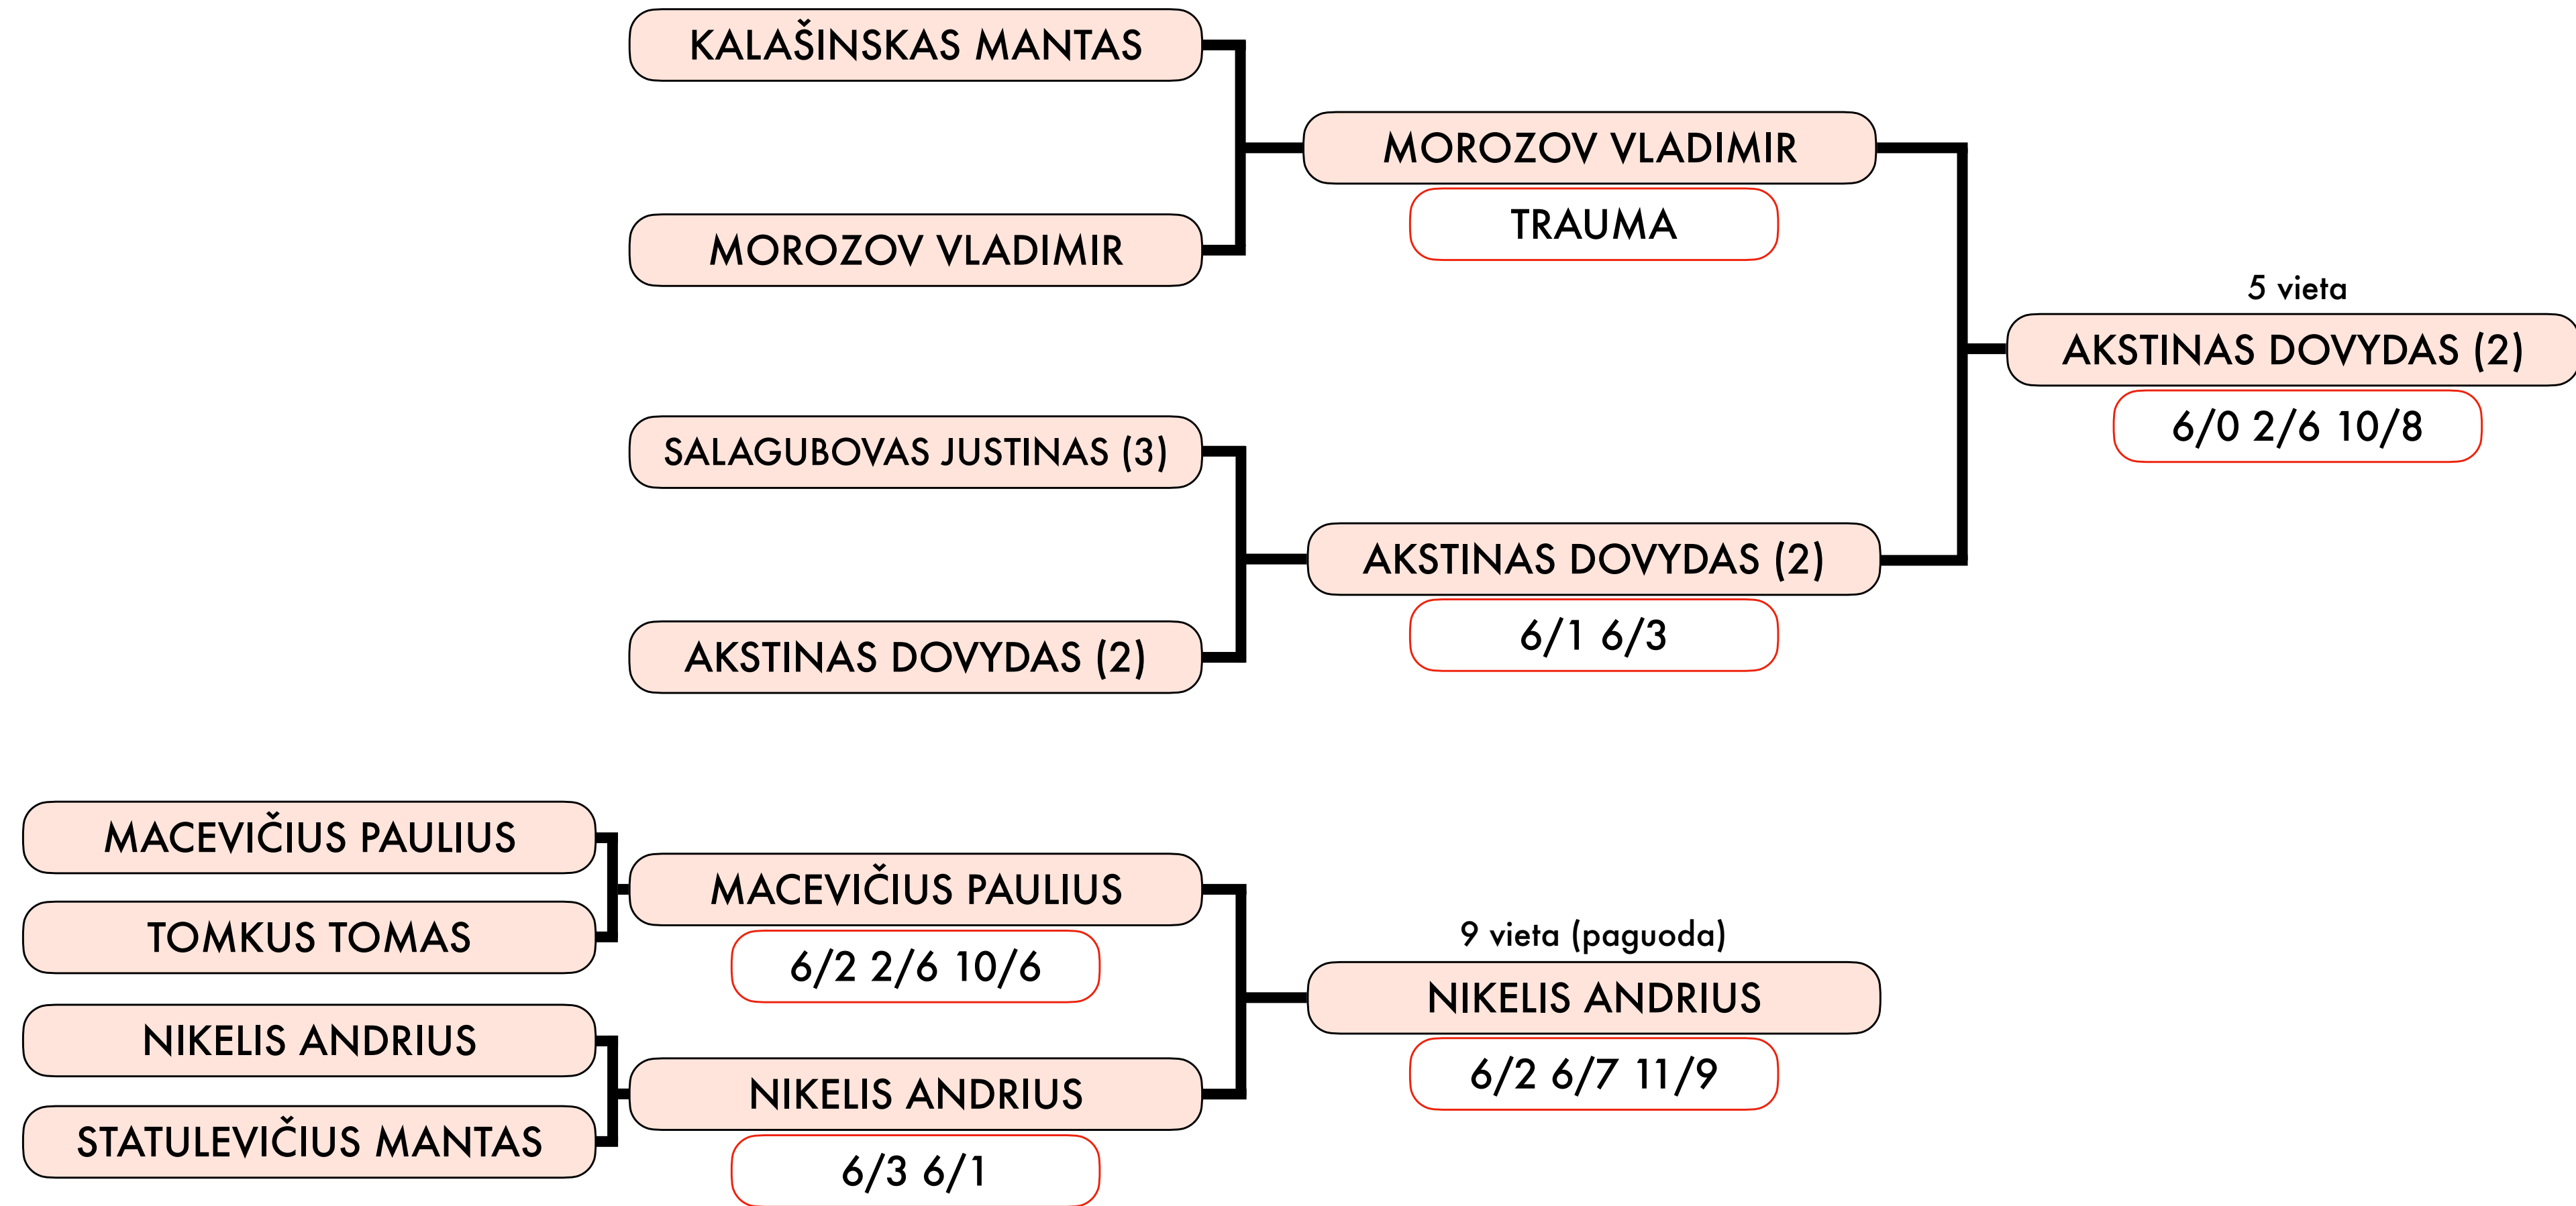 KALAŠINSKAS MANTAS
MOROZOV VLADIMIR
TRAUMA
MOROZOV VLADIMIR
5 vieta
AKSTINAS DOVYDAS (2)
6/0 2/6 10/8
SALAGUBOVAS JUSTINAS (3)
AKSTINAS DOVYDAS (2)
6/1 6/3
AKSTINAS DOVYDAS (2)
MACEVIČIUS PAULIUS
MACEVIČIUS PAULIUS
6/2 2/6 10/6
TOMKUS TOMAS
9 vieta (paguoda)
NIKELIS ANDRIUS
6/2 6/7 11/9
NIKELIS ANDRIUS
NIKELIS ANDRIUS
6/3 6/1
STATULEVIČIUS MANTAS